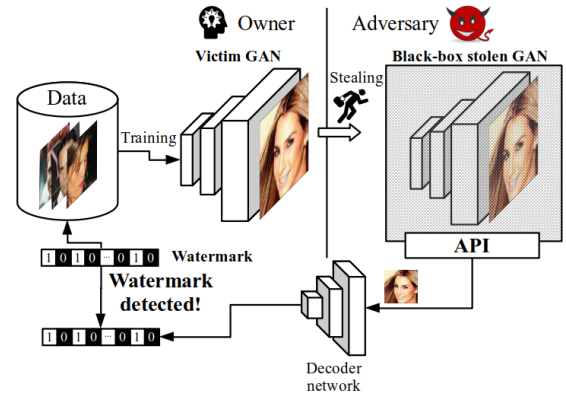 Owner
Adversary
Victim GAN
Black-box stolen GAN
Stealing
Data
Training
API
1 0 1 0 ... 0 1 0
Watermark
Watermark
detected!
1 0 1 0 ... 0 1 0
Decoder
network